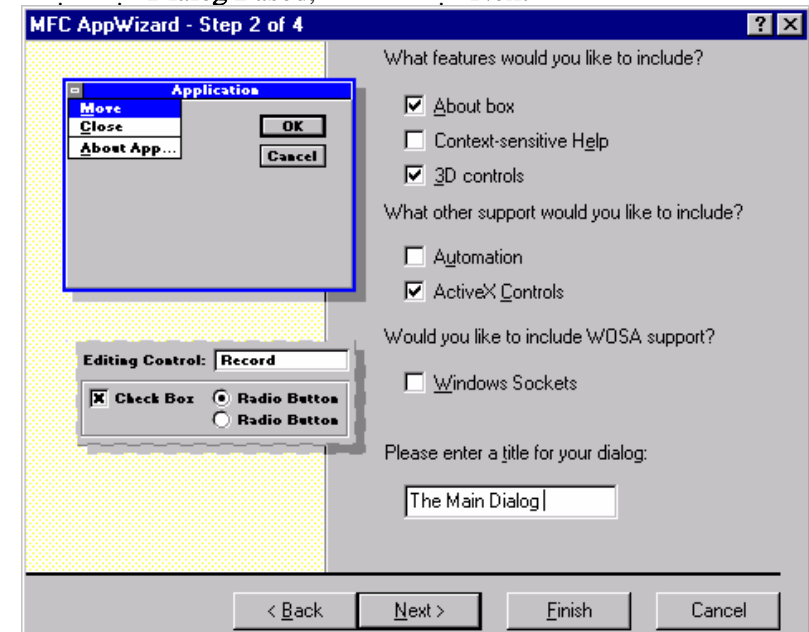 Dialog Based, Next
MFC AppWizard - Step 2 of 4
What features would you like to include?
Application
Move
Close
About App...
OK
Cancel
About box
Context-sensitive Help
3D controls
What other support would you like to include?
Automation
ActiveX Controls
Would you like to include WOSA support?
Editing Control: Record
Check Box Radio Button
Radio Button
Windows Sockets
Please enter a title for your dialog:
The Main Dialog
< Back Next > Finish Cancel